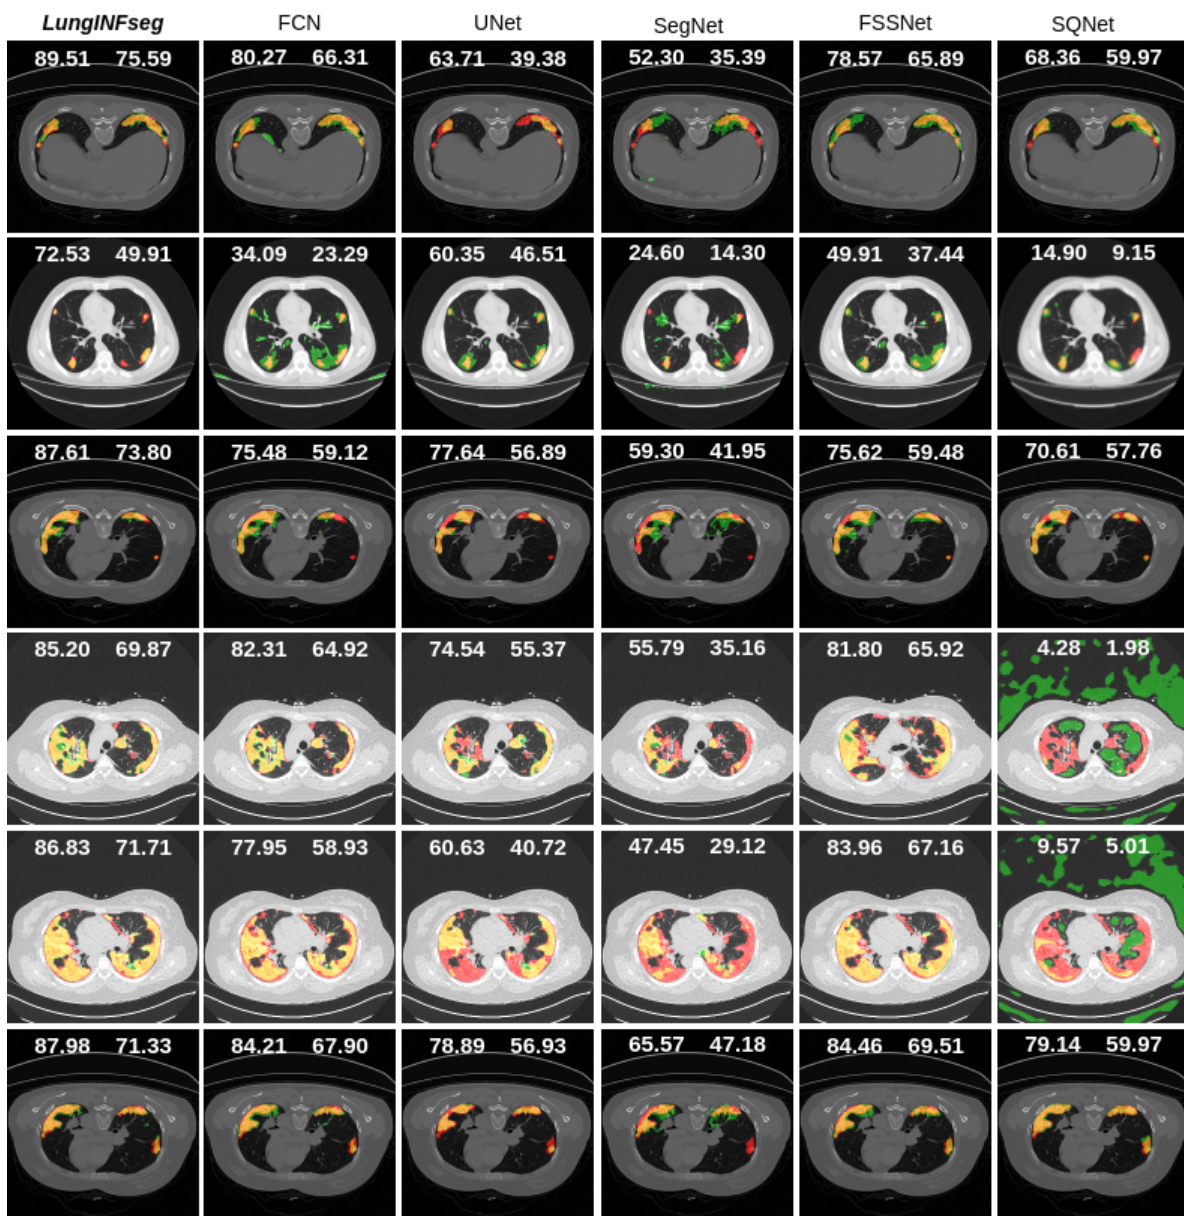 LungINFseg FCN UNet SegNet FSSNet SQNet
89.51 75.59 80.27 66.31 63.71 39.38 52.30 35.39 78.57 65.89 68.36 59.97
72.53 49.91 34.09 23.29 60.35 46.51 24.60 14.30 49.91 37.44 14.90 9.15
87.61 73.80 75.48 59.12 77.64 56.89 59.30 41.95 75.62 59.48 70.61 57.76
85.20 69.87 82.31 64.92 74.54 55.37 55.79 35.16 81.80 65.92 4.28 1.98
86.83 71.71 77.95 58.93 60.63 40.72 47.45 29.12 83.96 67.16 9.57 5.01
87.98 71.33 84.21 67.90 78.89 56.93 65.57 47.18 84.46 69.51 79.14 59.97